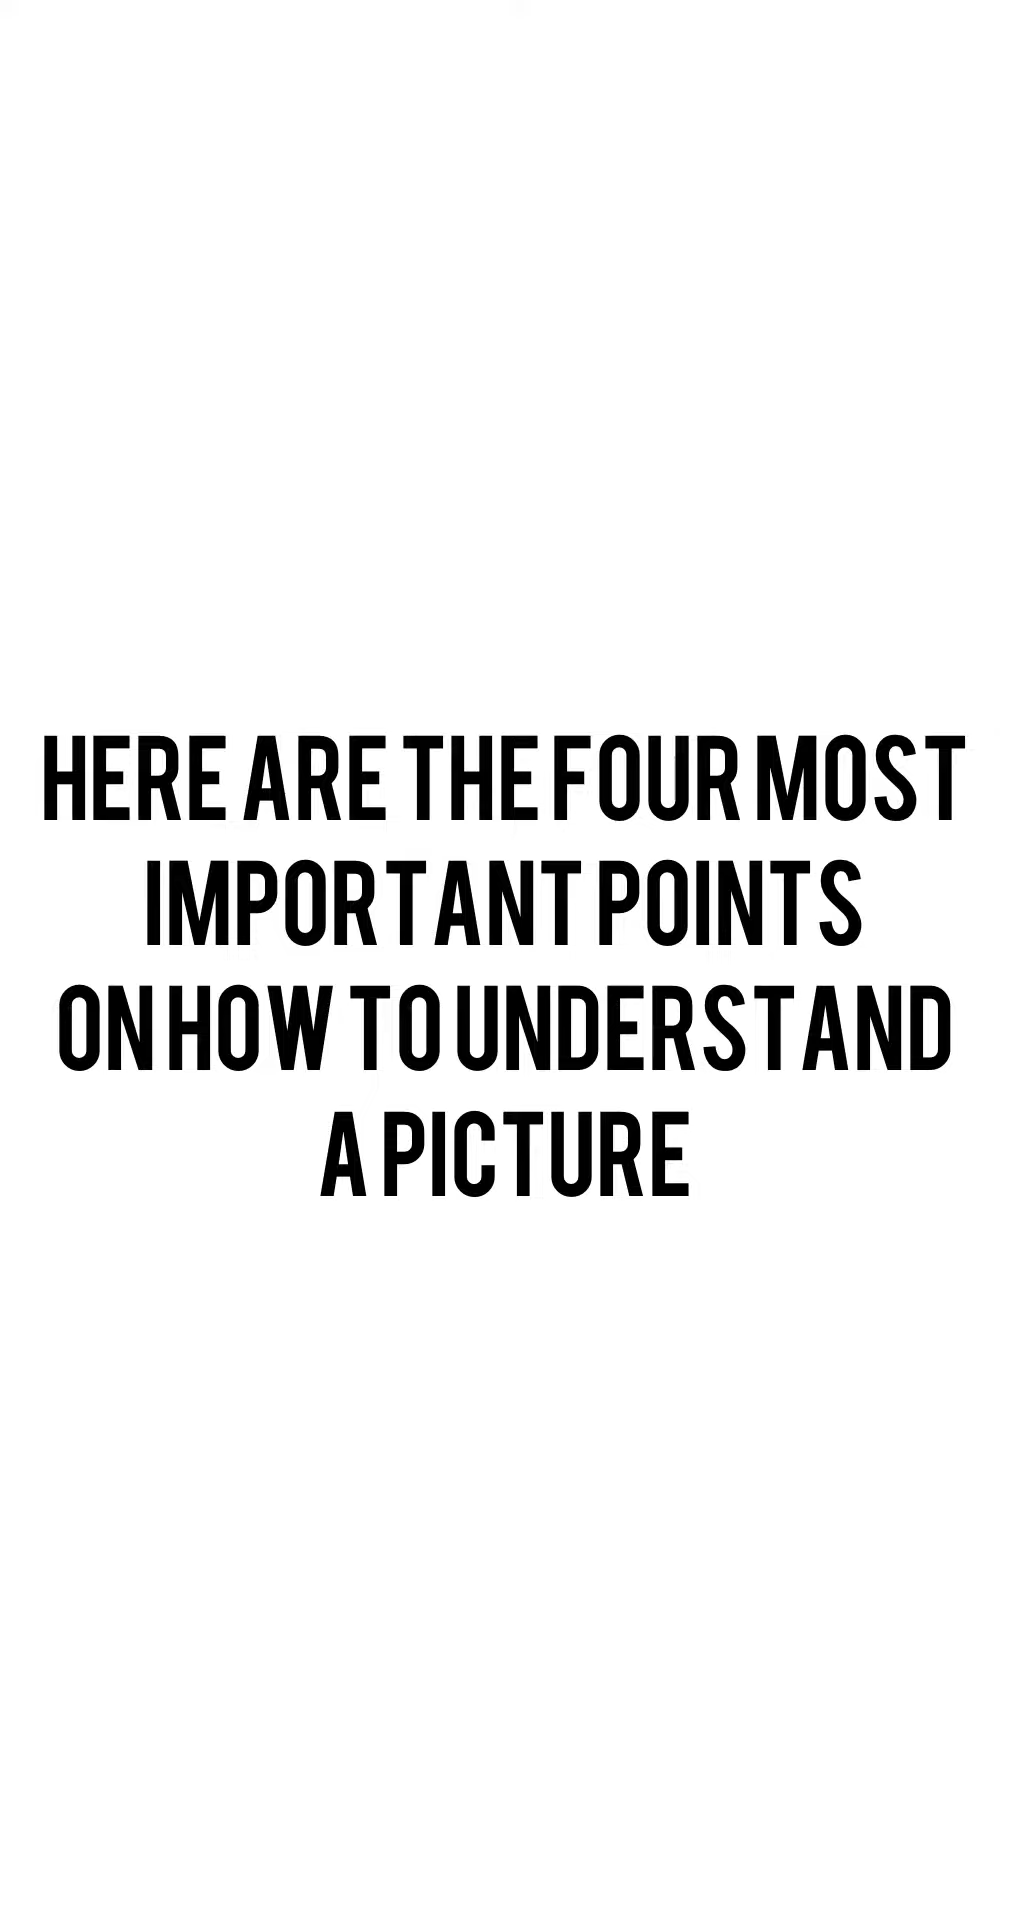 HERE ARE THE FOUR MOST
IMPORTANT POINTS
ON HOW TO UNDERSTAND
A PICTURE